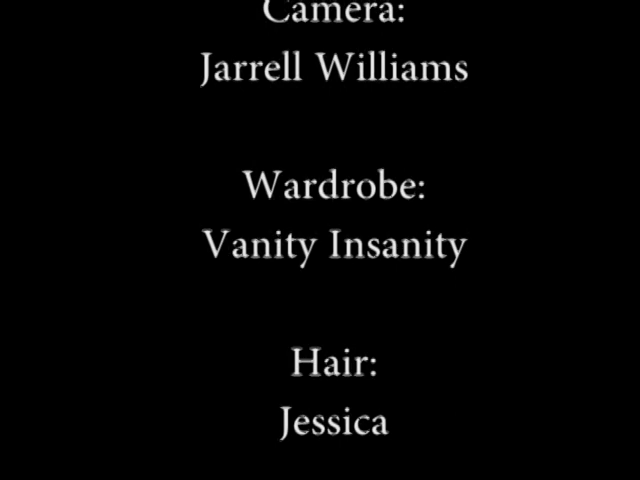 Camera:
Jarrell Williams
Wardrobe:
Vanity Insanity
Hair:
Jessica